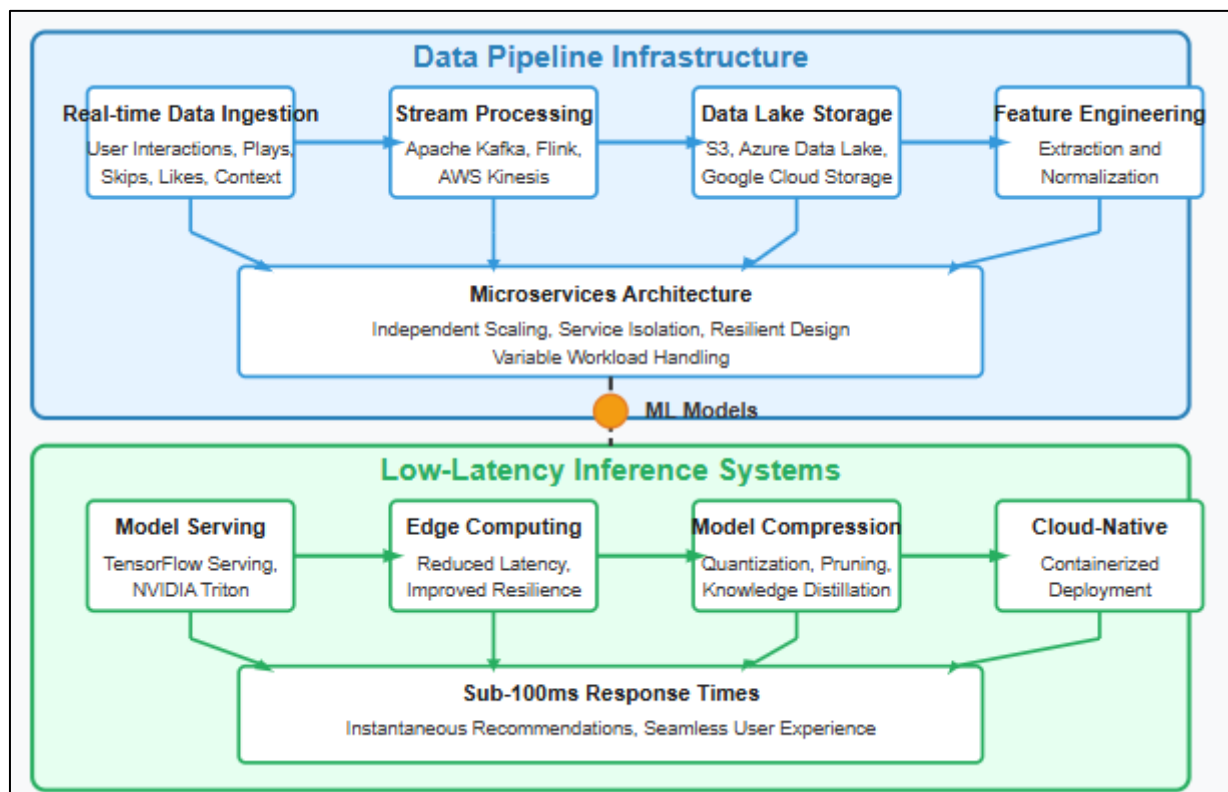 Data Pipeline Infrastructure
Real-time Data Ingestion
User Interactions, Plays,
Skips, Likes, Context
Stream Processing
Apache Kafka, Flink,
AWS Kinesis
Data Lake Storage
S3, Azure Data Lake,
Google Cloud Storage
Feature Engineering
Extraction and
Normalization
Microservices Architecture
Independent Scaling, Service Isolation, Resilient Design
Variable Workload Handling
ML Models
Low-Latency Inference Systems
Model Serving
TensorFlow Serving,
NVIDIA Triton
Edge Computing
Reduced Latency,
Improved Resilience
Model Compression
Quantization, Pruning,
Knowledge Distillation
Cloud-Native
Containerized
Deployment
Sub-100ms Response Times
Instantaneous Recommendations, Seamless User Experience